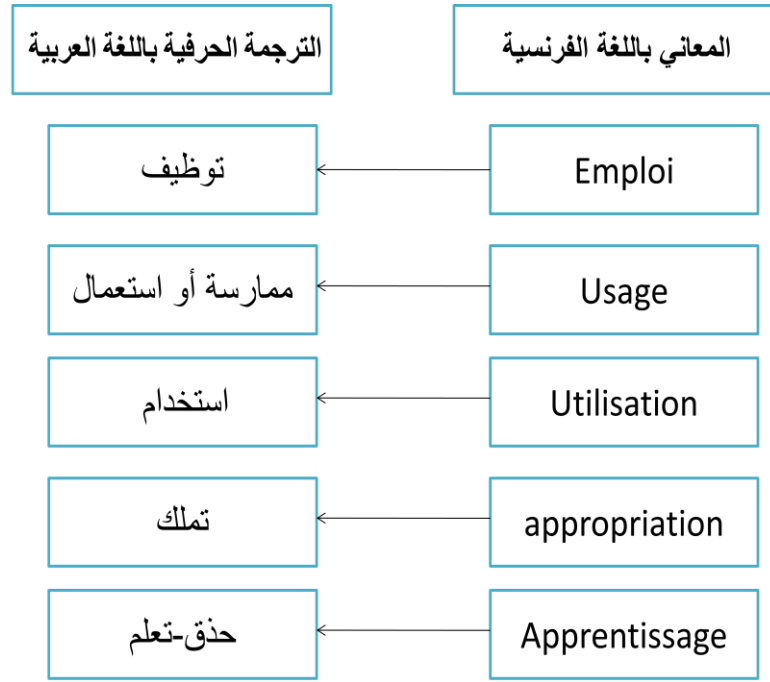 المعاني باللغة الفرنسية
الترجمة الحرفية باللغة العربية
Emploi
توظيف
Usage
ممارسة أو استعمال
Utilisation
استخدام
appropriation
تملك
Apprentissage
حذق-تعلم